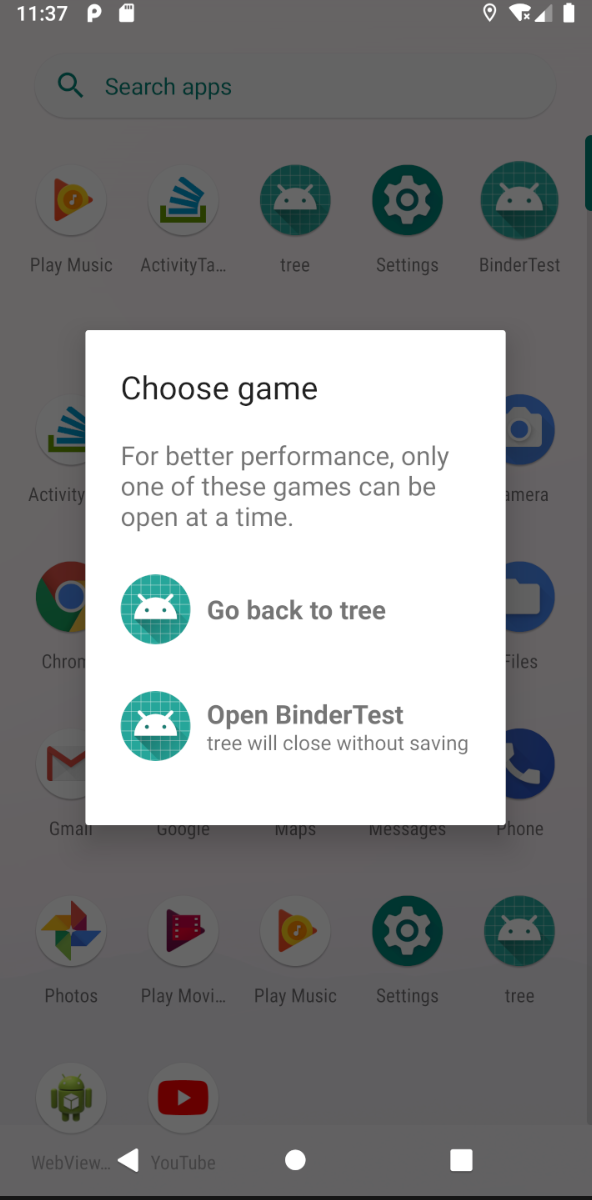 11:37
Search apps
Play Music ActivityTa… tree Settings BinderTest
Choose game
For better performance, only
one of these games can be
open at a time.
Go back to tree
Open BinderTest
tree will close without saving
Activity amera
Chrom Files
Gmail Google Maps Messages Phone
Photos Play Movi… Play Music Settings tree
WebView… YouTube